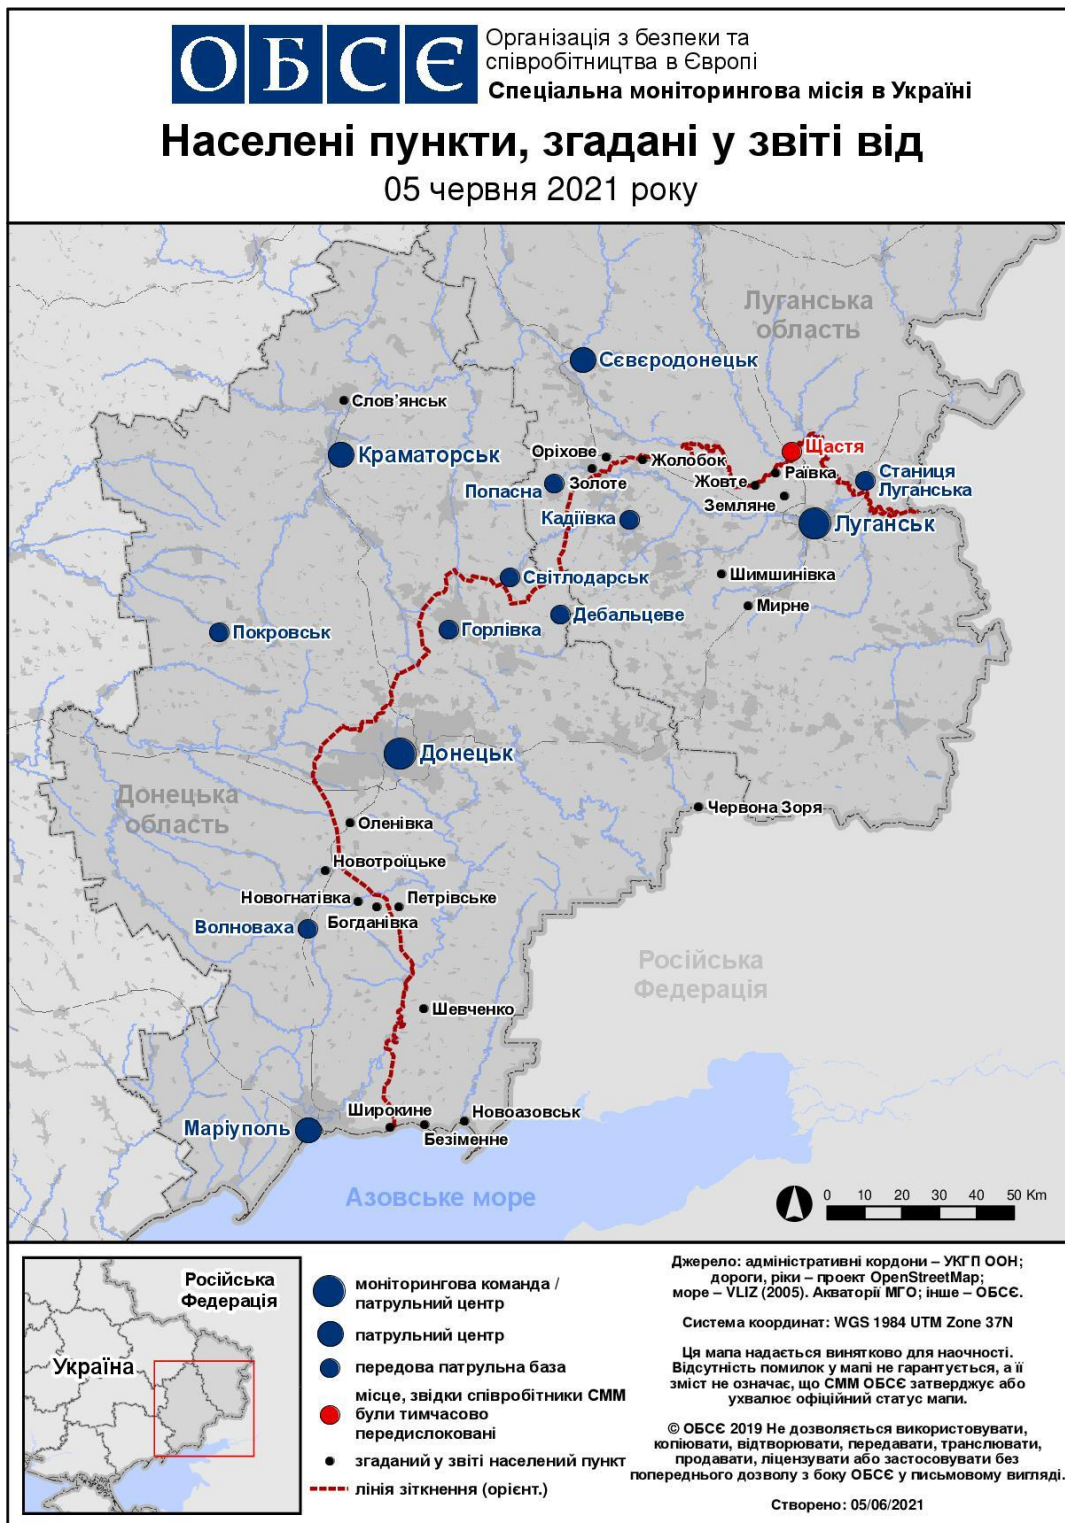 ОБСЄ
Організація з безпеки та
співробітництва в Європі
Спеціальна моніторингова місія в Україні
Населені пункти, згадані у звіті від
05 червня 2021 року
Луганська
область
Сєвєродонецьк
Слов'янськ
Краматорськ
Оріхове
Жолобок
Щастя
Раївка
Станиця
Луганська
Попасна
Золоте
Жовте
Земляне
Кадіївка
Луганськ
Світлодарськ
Шимшинівка
Мирне
Дебальцеве
Покровськ
Горлівка
Донецьк
Донецька
область
Червона Зоря
Оленівка
Новотроїцьке
Новогнатівка
Петрівське
Богданівка
Волноваха
Російська
Федерація
Шевченко
Широкине
Новоазовськ
Маріуполь
Безіменне
Азовське море
0 10 20 30 40 50 Km
Російська
Федерація
Україна
моніторингова команда /
патрульний центр
патрульний центр
передова патрульна база
місце, звідки співробітники СММ
були тимчасово
передислоковані
згаданий у звіті населений пункт
лінія зіткнення (орієнт.)
Джерело: адміністративні кордони – УКГП ООН;
дороги, ріки – проект OpenStreetMap;
море – VLIZ (2005). Акваторії МГО; інше – ОБСЄ.
Система координат: WGS 1984 UTM Zone 37N
Ця мапа надається винятково для наочності.
Відсутність помилок у мапі не гарантується, а її
зміст не означає, що СММ ОБСЄ затверджує або
ухвалює офіційний статус мапи.
© ОБСЄ 2019 Не дозволяється використовувати,
копіювати, відтворювати, передавати, транслювати,
продавати, ліцензувати або застосовувати без
попереднього дозволу з боку ОБСЄ у письмовому вигляді.
Створено: 05/06/2021